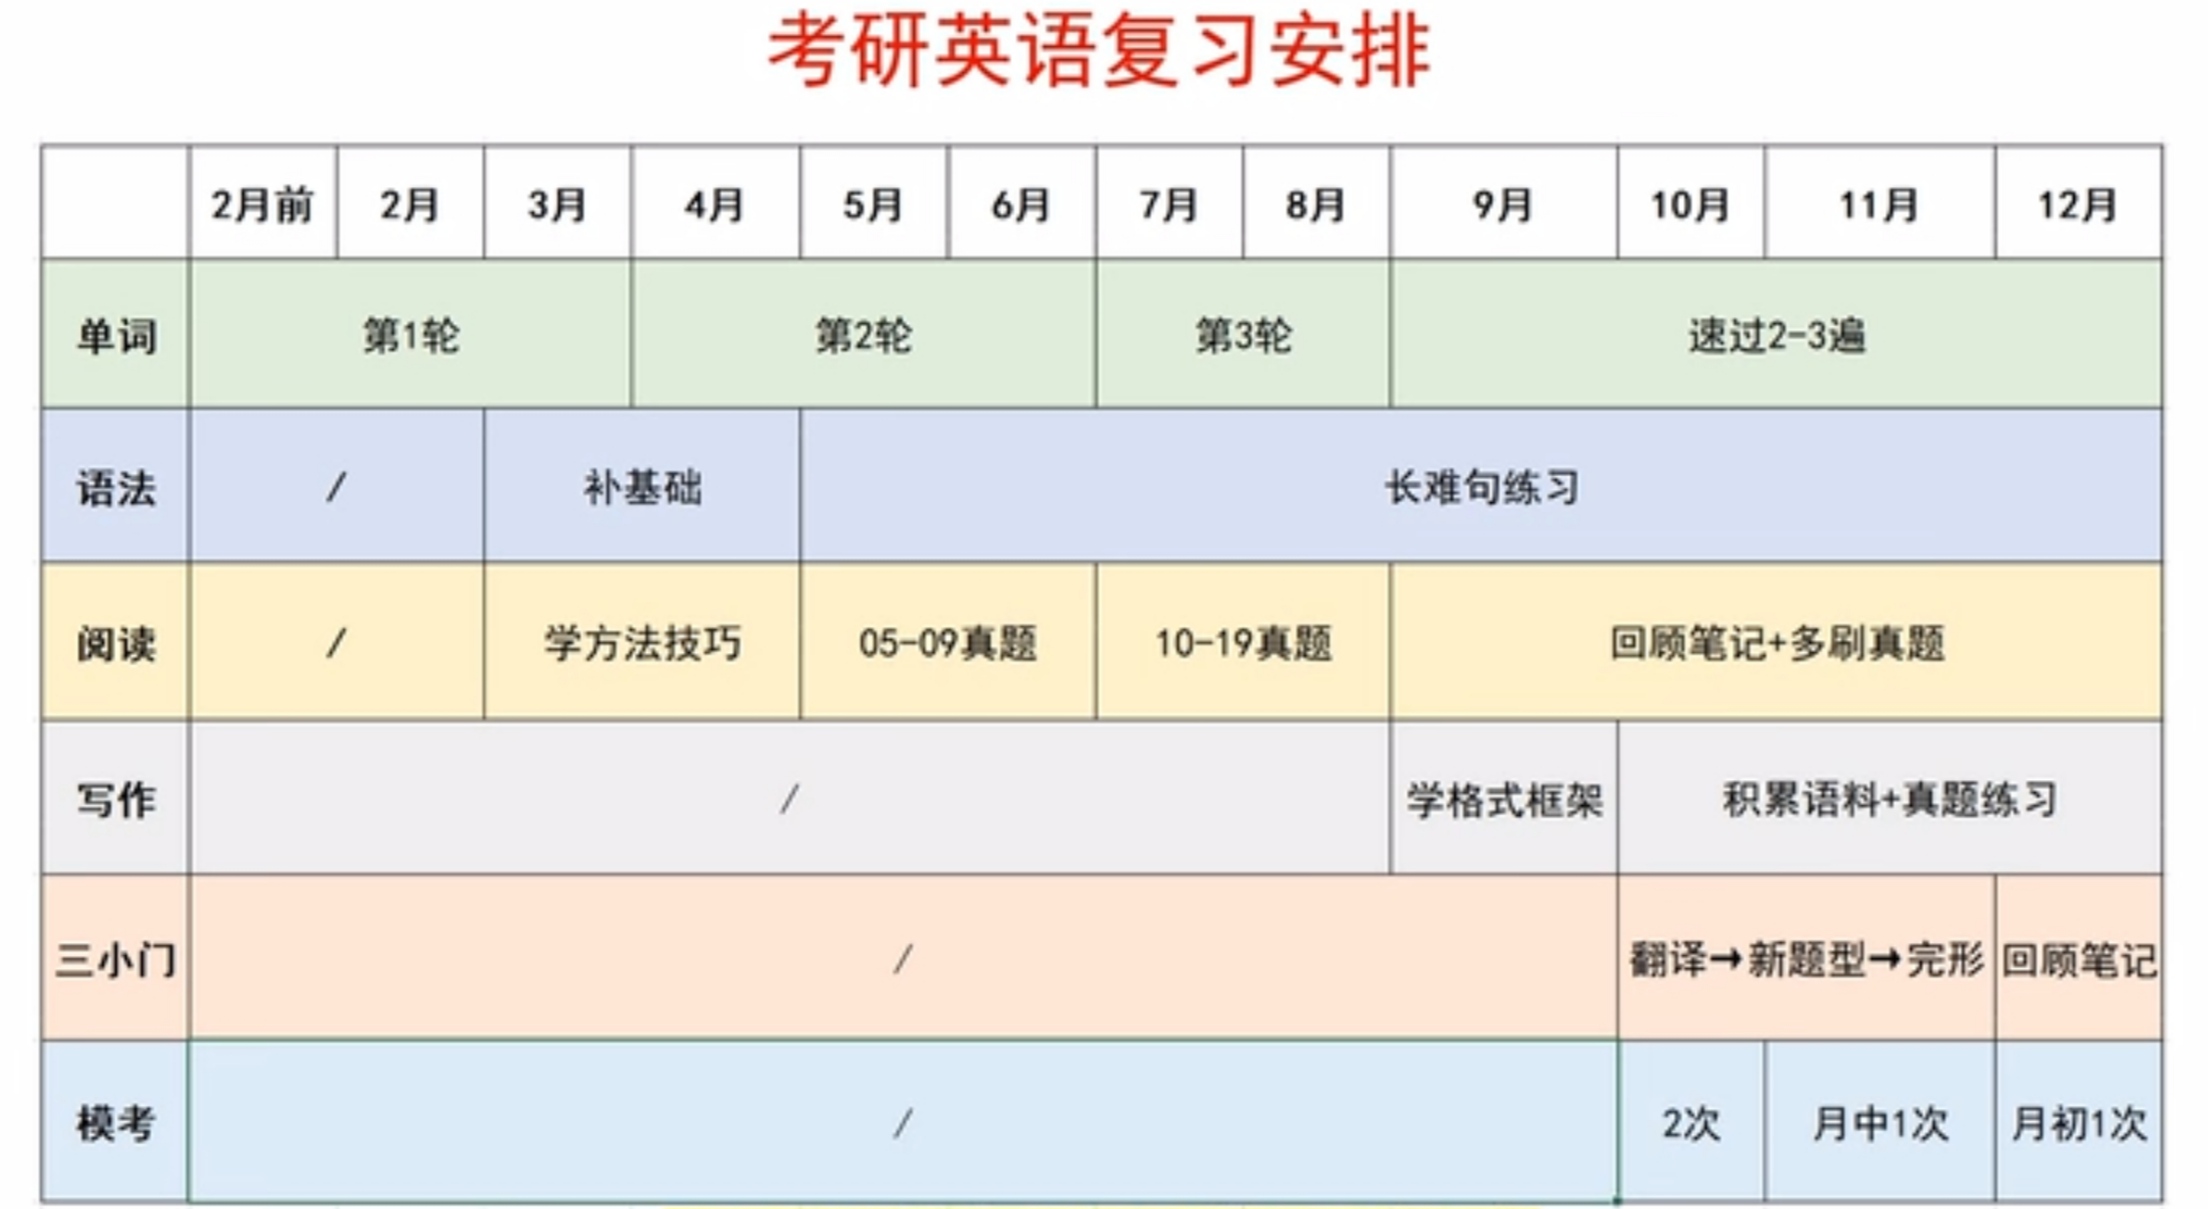 考研英语复习安排
2月前 2月 3月 4月 5月 6月 7月 8月 9月 10月 11月 12月
单词 第1轮 第2轮 第3轮 速过2-3遍
语法 / 补基础 长难句练习
阅读 / 学方法技巧 05-09真题 10-19真题 回顾笔记+多刷真题
写作 / 学格式框架 积累语料+真题练习
三小门 / 翻译→新题型→完形 回顾笔记
模考 / 2次 月中1次 月初1次